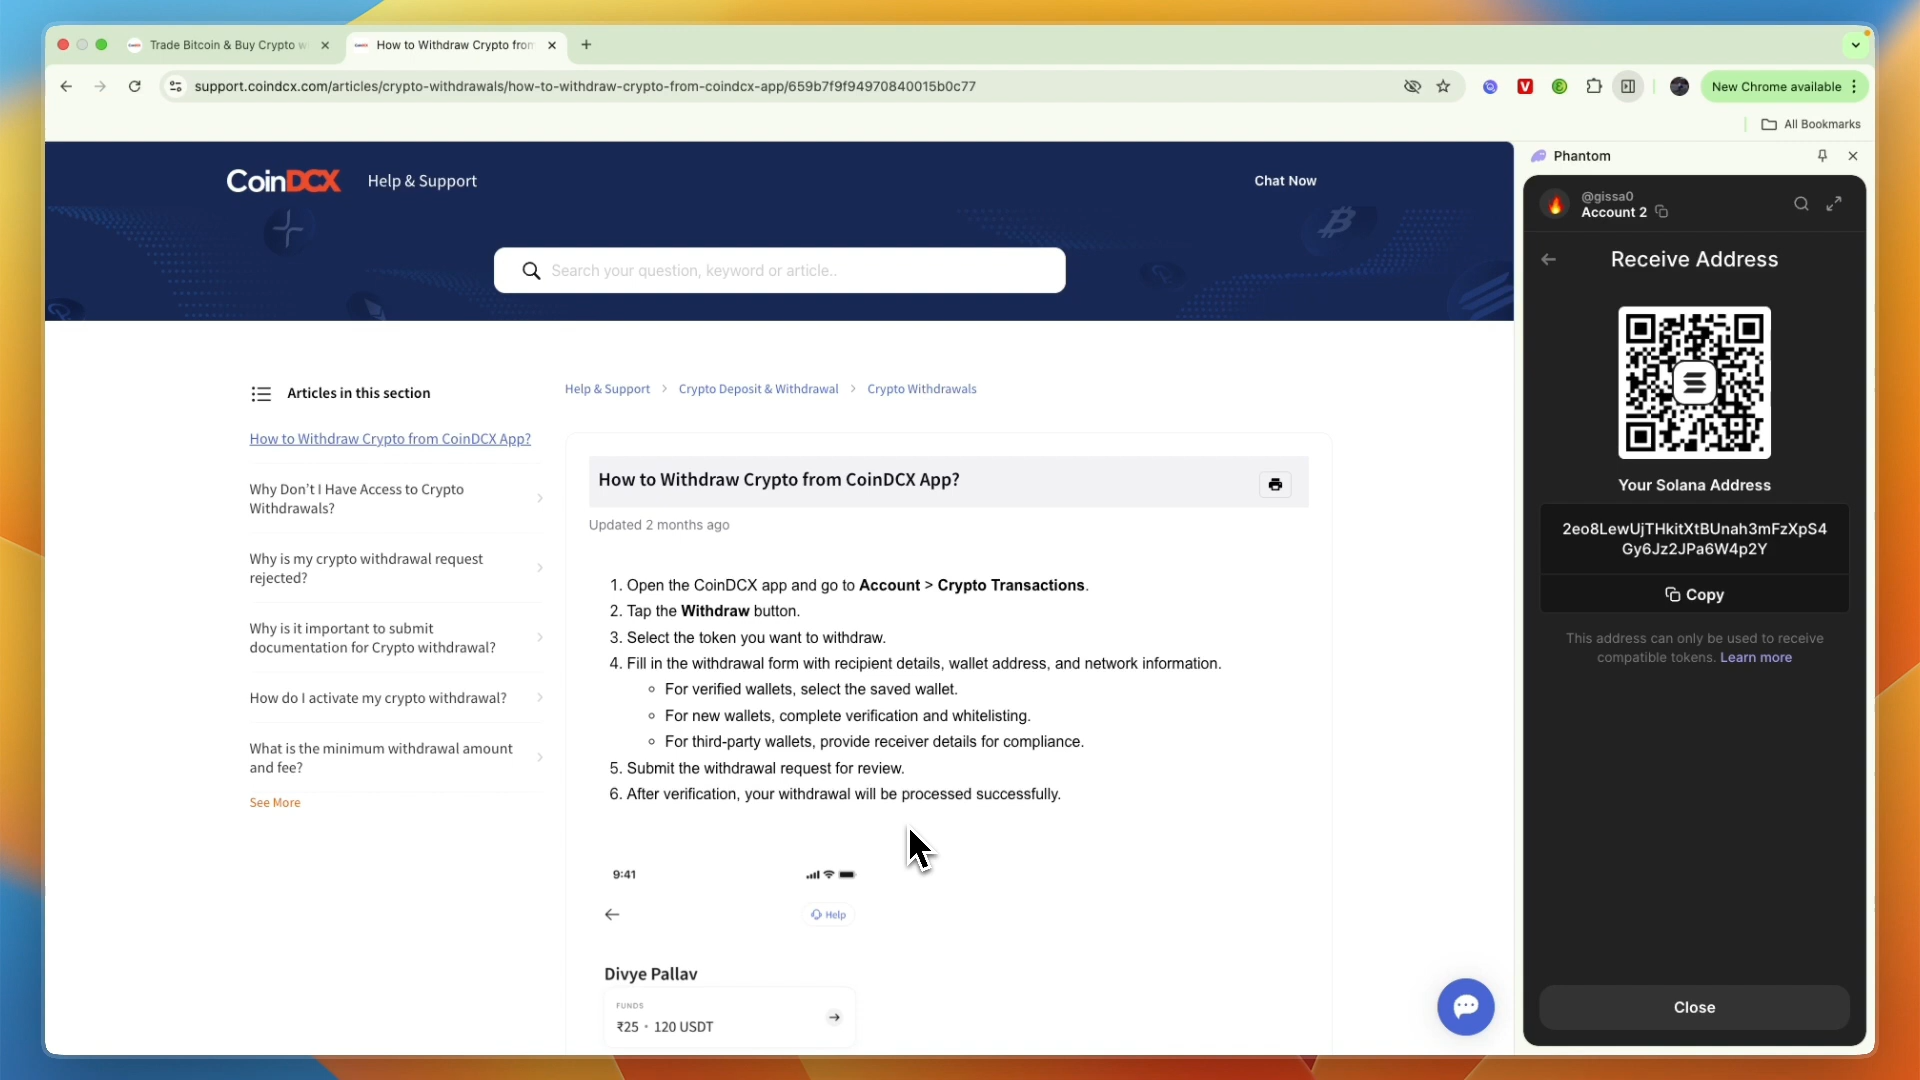 Trade Bitcoin & Buy Crypto w
How to Withdraw Crypto from
support.coindcx.com/articles/crypto-withdrawals/how-to-withdraw-crypto-from-coindcx-app/659b7f9f94970840015b0c77
New Chrome available
All Bookmarks
CoinDCX
Help & Support
Chat Now
Search your question, keyword or article..
Articles in this section
How to Withdraw Crypto from CoinDCX App?
Why Don't I Have Access to Crypto
Withdrawals?
Why is my crypto withdrawal request
rejected?
Why is it important to submit
documentation for Crypto withdrawal?
How do I activate my crypto withdrawal?
What is the minimum withdrawal amount
and fee?
See More
Help & Support > Crypto Deposit & Withdrawal > Crypto Withdrawals
How to Withdraw Crypto from CoinDCX App?
Updated 2 months ago
1. Open the CoinDCX app and go to Account > Crypto Transactions.
2. Tap the Withdraw button.
3. Select the token you want to withdraw.
4. Fill in the withdrawal form with recipient details, wallet address, and network information.
For verified wallets, select the saved wallet.
For new wallets, complete verification and whitelisting.
For third-party wallets, provide receiver details for compliance.
5. Submit the withdrawal request for review.
6. After verification, your withdrawal will be processed successfully.
9:41
Help
Divye Pallav
FUNDS
₹25 • 120 USDT
Phantom
@gissa0
Account 2
Receive Address
Your Solana Address
2eo8LewUjTHkitXtBUnah3mFzXpS4
Gy6Jz2JPa6W4p2Y
Copy
This address can only be used to receive
compatible tokens. Learn more
Close